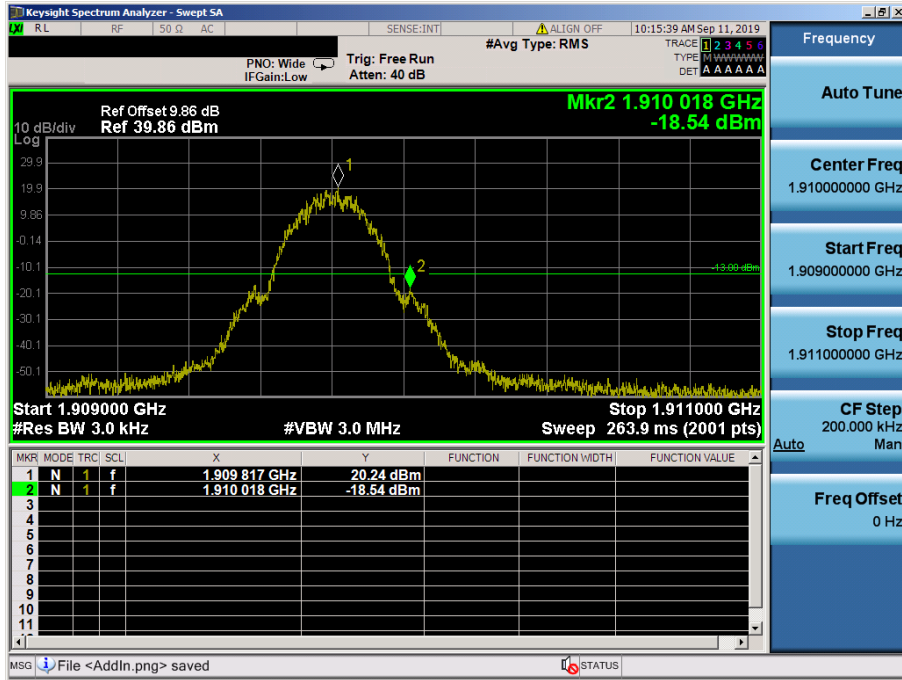 Keysight Spectrum Analyzer - Swept SA
LXI RL RF 50 Ω AC SENSE:INT ALIGN OFF 10:15:39 AM Sep 11, 2019
Frequency
#Avg Type: RMS
TRACE 1 2 3 4 5 6
TYPE M WWWWW
DET A A A A A A
PNO: Wide
IFGain:Low
Trig: Free Run
Atten: 40 dB
Mkr2 1.910 018 GHz
-18.54 dBm
Ref Offset 9.86 dB
Ref 39.86 dBm
10 dB/div
Log
29.9
19.9
9.86
-0.14
-10.1
-20.1
-30.1
-40.1
-50.1
1
2
-13.00 dBm
Start 1.909000 GHz
Stop 1.911000 GHz
#Res BW 3.0 kHz
#VBW 3.0 MHz
Sweep 263.9 ms (2001 pts)
MKR MODE TRC SCL X Y FUNCTION FUNCTION WIDTH FUNCTION VALUE
1 N 1 f 1.909 817 GHz 20.24 dBm
2 N 1 f 1.910 018 GHz -18.54 dBm
3
4
5
6
7
8
9
10
11
MSG File <AddIn.png> saved
STATUS
Auto Tune
Center Freq
1.910000000 GHz
Start Freq
1.909000000 GHz
Stop Freq
1.911000000 GHz
CF Step
200.000 kHz
Auto Man
Freq Offset
0 Hz